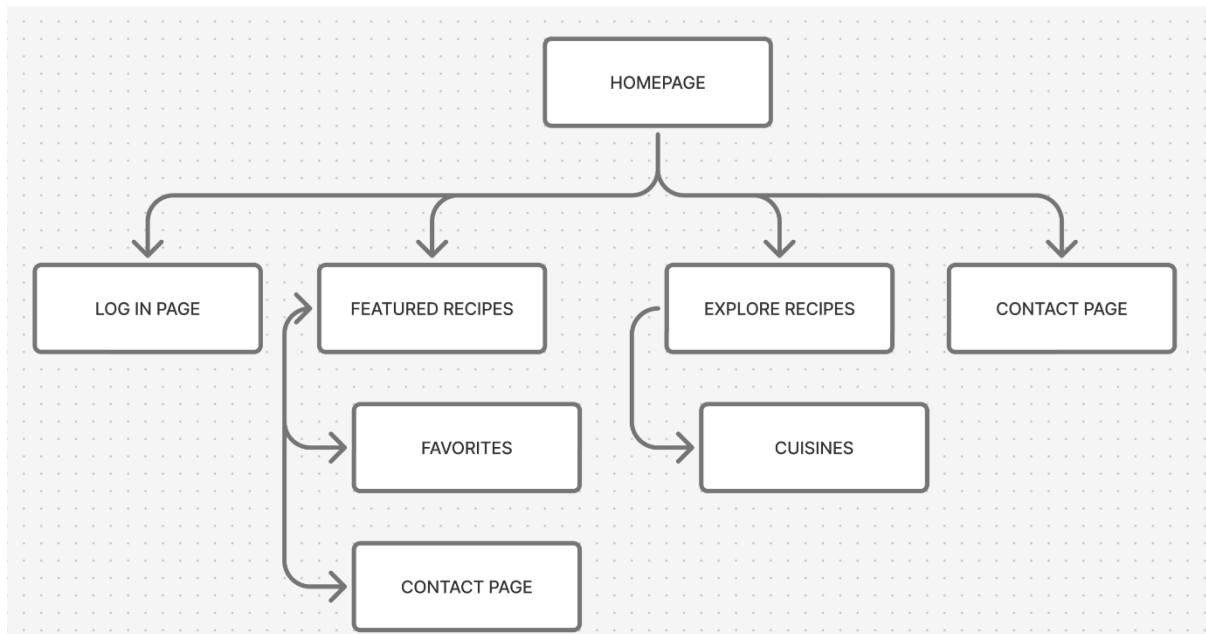 HOMEPAGE
LOG IN PAGE
FEATURED RECIPES
EXPLORE RECIPES
CONTACT PAGE
FAVORITES
CUISINES
CONTACT PAGE